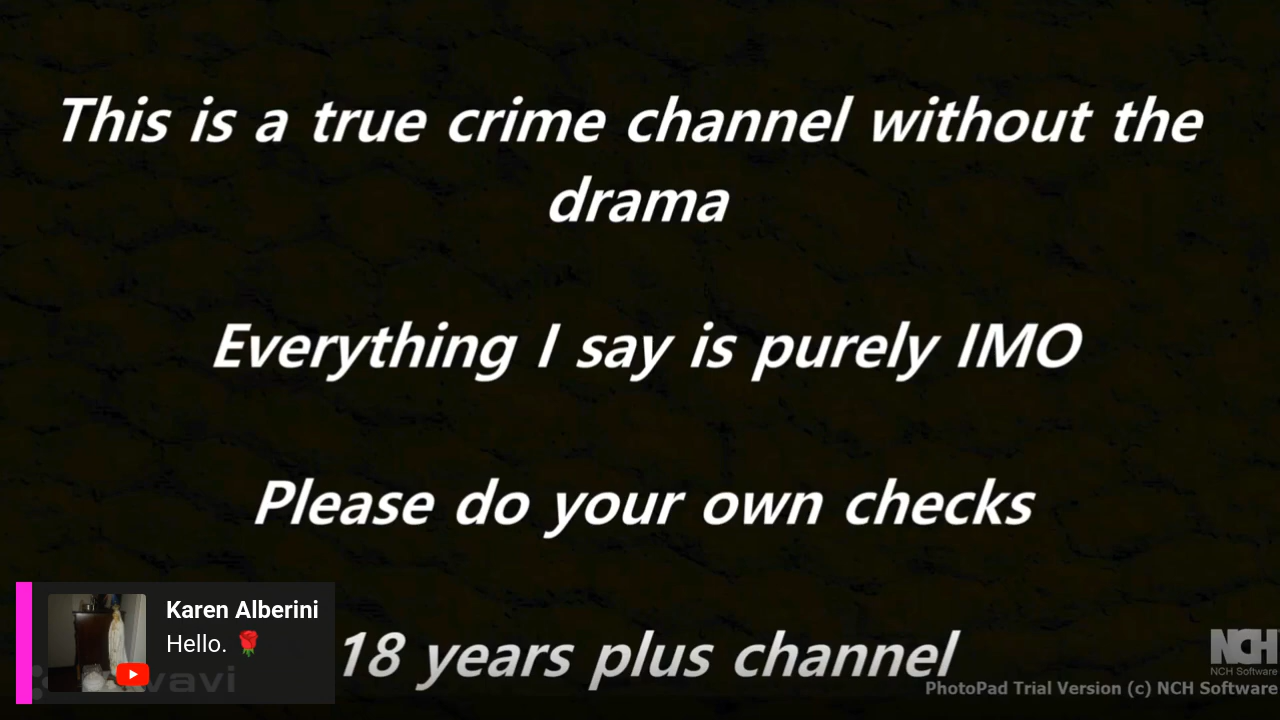 This is a true crime channel without the
drama
Everything I say is purely IMO
Please do your own checks
Karen Alberini
Hello. 🌹
18 years plus channel
NCH
NCH Software
PhotoPad Trial Version (c) NCH Software